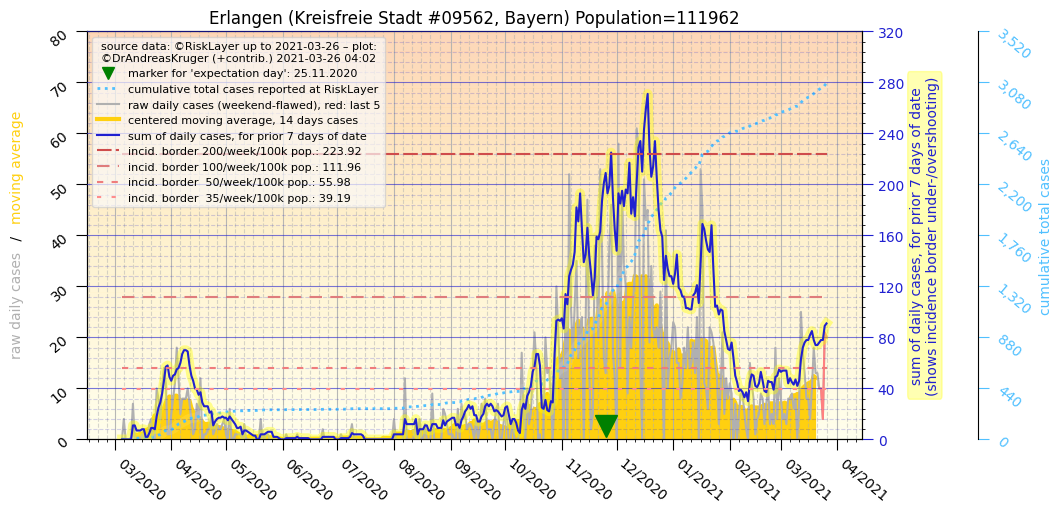 Erlangen (Kreisfreie Stadt #09562, Bayern) Population=111962
source data: ©RiskLayer up to 2021-03-26 – plot:
©DrAndreasKruger (+contrib.) 2021-03-26 04:02
marker for 'expectation day': 25.11.2020
cumulative total cases reported at RiskLayer
raw daily cases (weekend-flawed), red: last 5
centered moving average, 14 days cases
sum of daily cases, for prior 7 days of date
incid. border 200/week/100k pop.: 223.92
incid. border 100/week/100k pop.: 111.96
incid. border  50/week/100k pop.: 55.98
incid. border  35/week/100k pop.: 39.19
raw daily cases / moving average
80
70
60
50
40
30
20
10
0
03/2020
04/2020
05/2020
06/2020
07/2020
08/2020
09/2020
10/2020
11/2020
12/2020
01/2021
02/2021
03/2021
04/2021
320
280
240
200
160
120
80
40
0
sum of daily cases, for prior 7 days of date
(shows incidence border under-/overshooting)
3,520
3,080
2,640
2,200
1,760
1,320
880
440
0
cumulative total cases